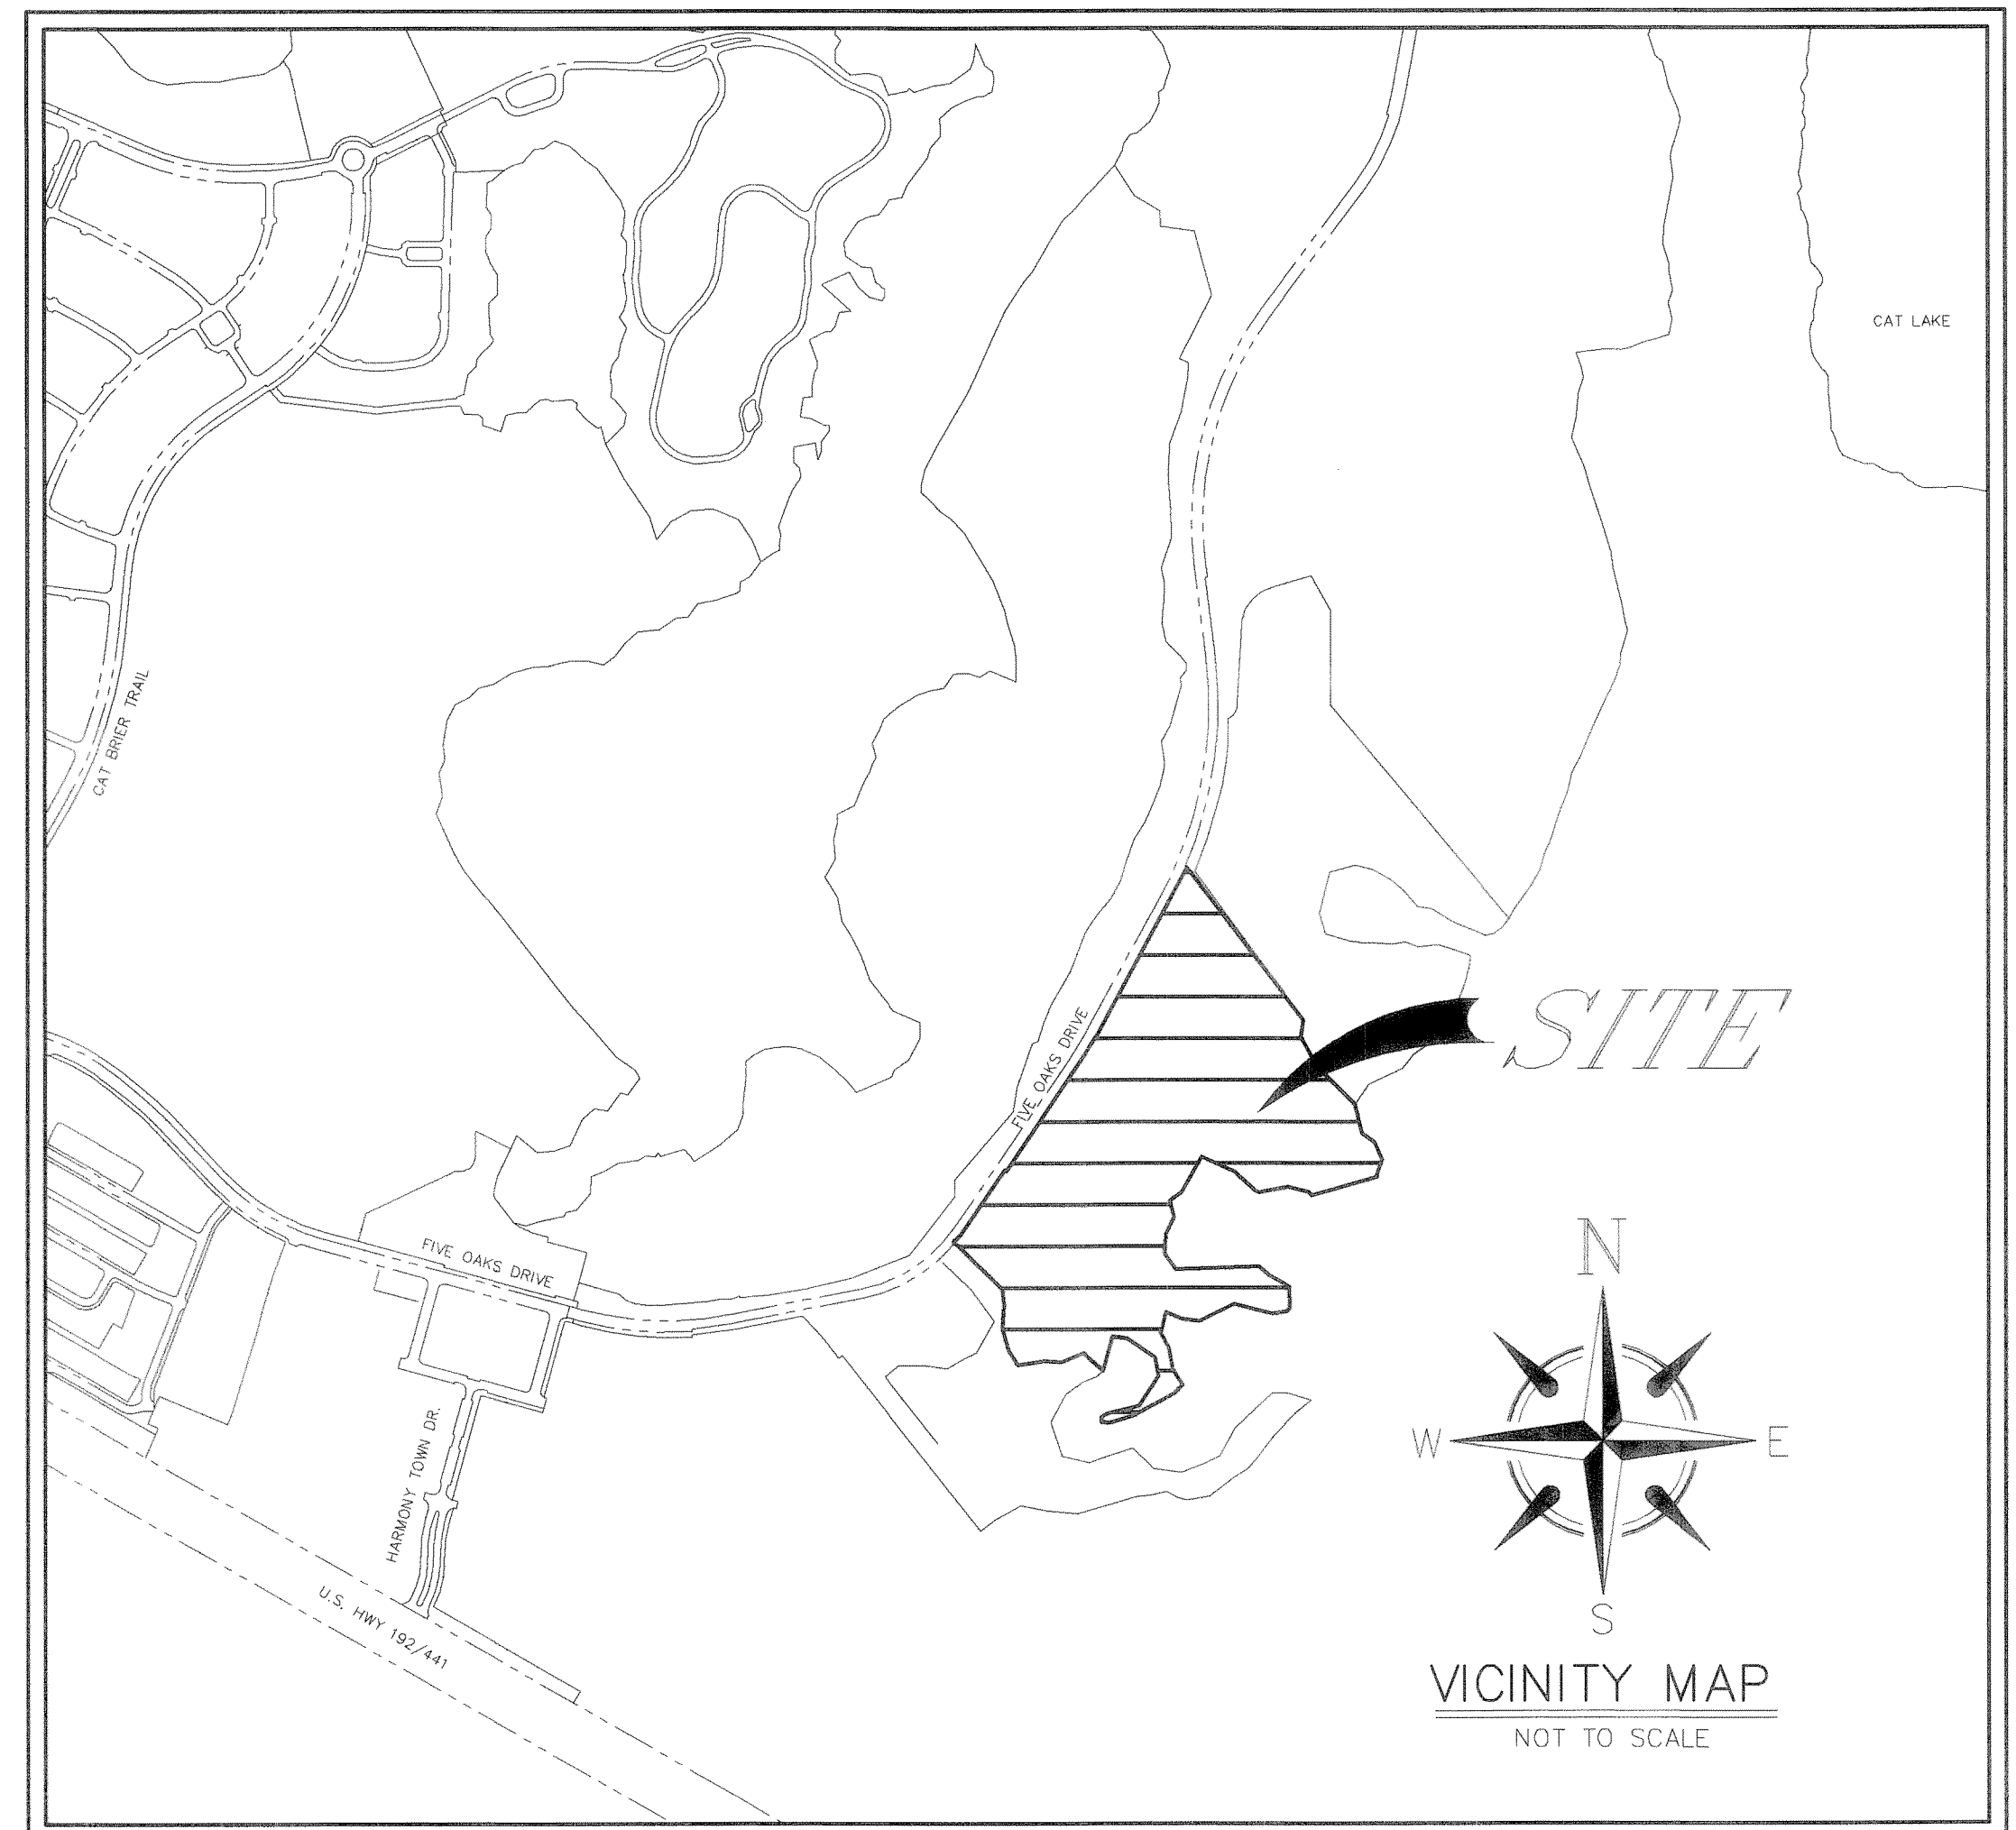 CAT LAKE
CAT BRIER TRAIL
SITE
FIVE OAKS DRIVE
FIVE OAKS DRIVE
HARMONY TOWN DR.
U.S. HWY 192/441
N
W
E
S
VICINITY MAP
NOT TO SCALE